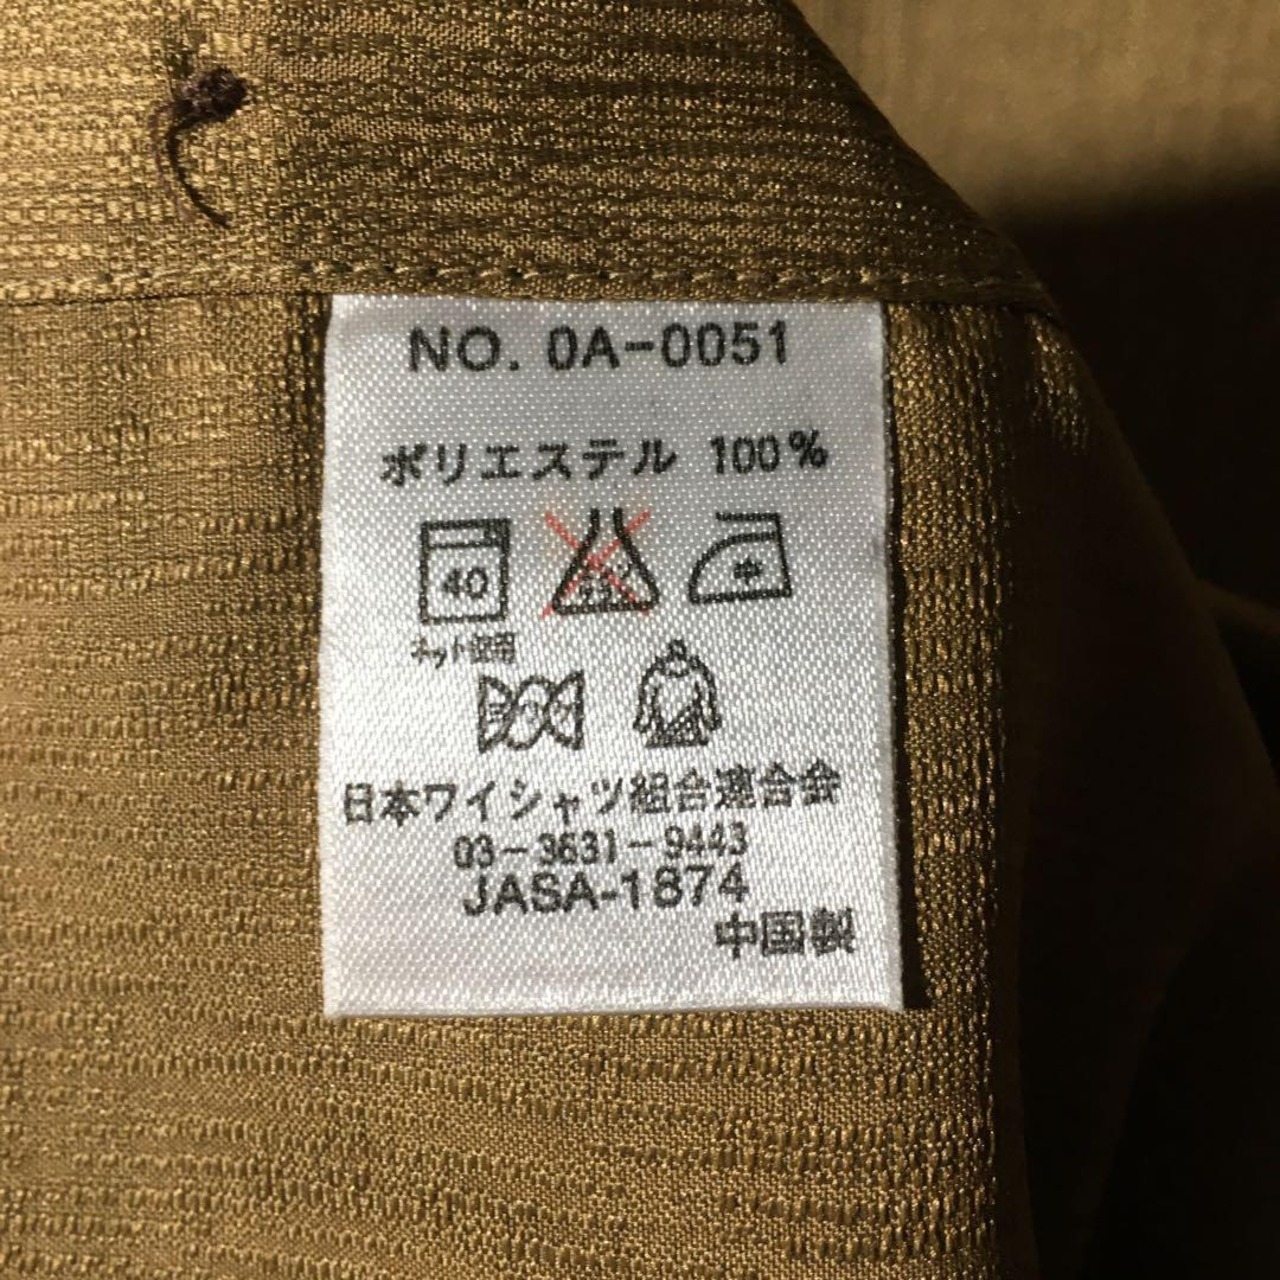 NO. 0A-0051
ポリエステル 100%
40
ネット使用
日本ワイシャツ組合連合会
03-3631-9443
JASA-1874
中国製